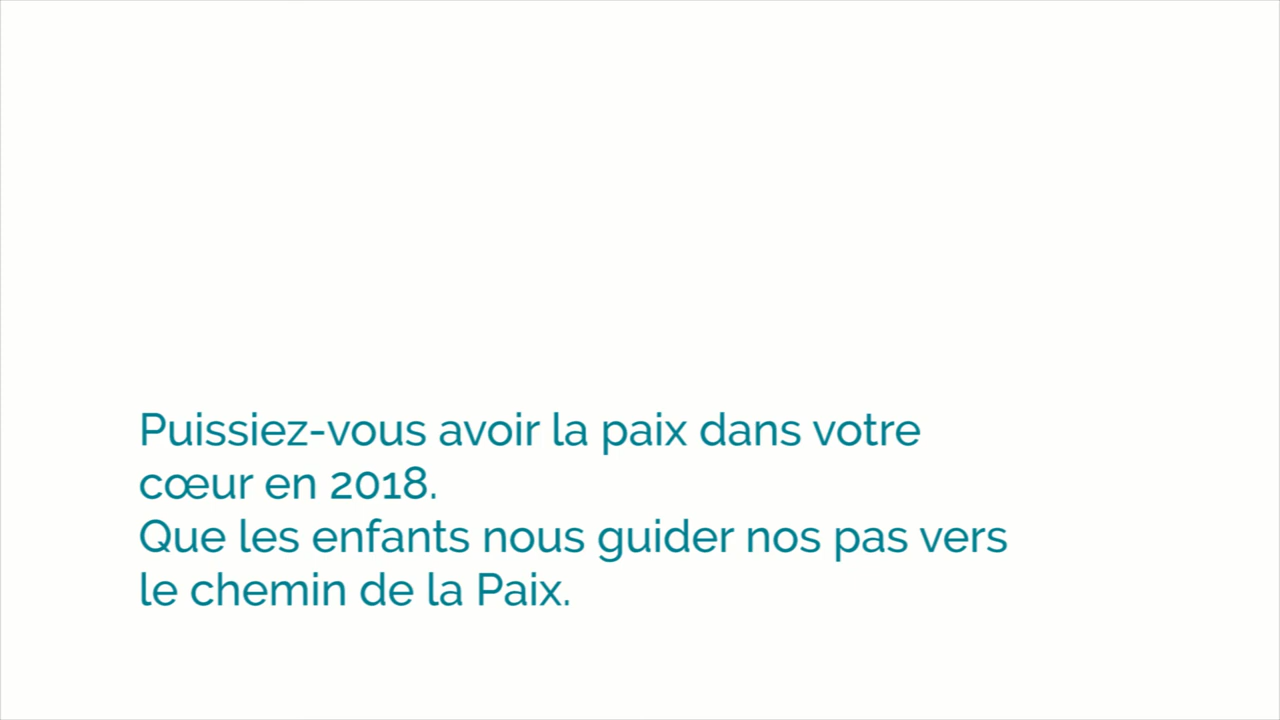 Puissiez-vous avoir la paix dans votre
cœur en 2018.
Que les enfants nous guider nos pas vers
le chemin de la Paix.